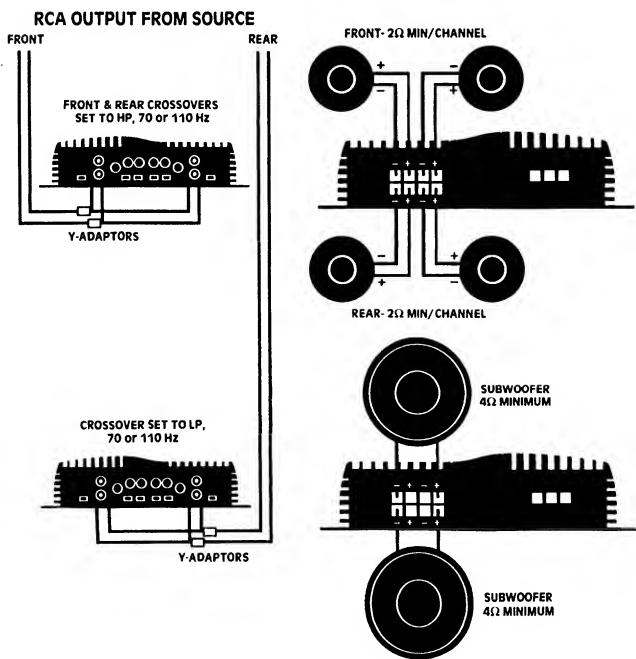 RCA OUTPUT FROM SOURCE
FRONT
REAR
FRONT & REAR CROSSOVERS
SET TO HP, 70 or 110 Hz
Y-ADAPTORS
CROSSOVER SET TO LP,
70 or 110 Hz
Y-ADAPTORS
FRONT- 2Ω MIN/CHANNEL
+ −
− +
− + − +
− + − +
− +
+ −
REAR- 2Ω MIN/CHANNEL
SUBWOOFER
4Ω MINIMUM
− + − +
− + − +
SUBWOOFER
4Ω MINIMUM